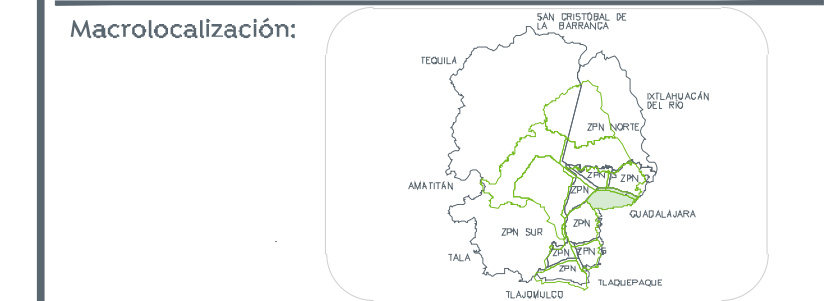 Macrolocalización:
SAN CRISTÓBAL DE
LA BARRANCA
TEQUILA
IXTLAHUACÁN
DEL RÍO
ZPN NORTE
ZPN
ZPN
AMATITÁN
ZPN
GUADALAJARA
ZPN
ZPN SUR
ZPN
ZPN
TALA
ZPN
TLAQUEPAQUE
TLAJOMULCO